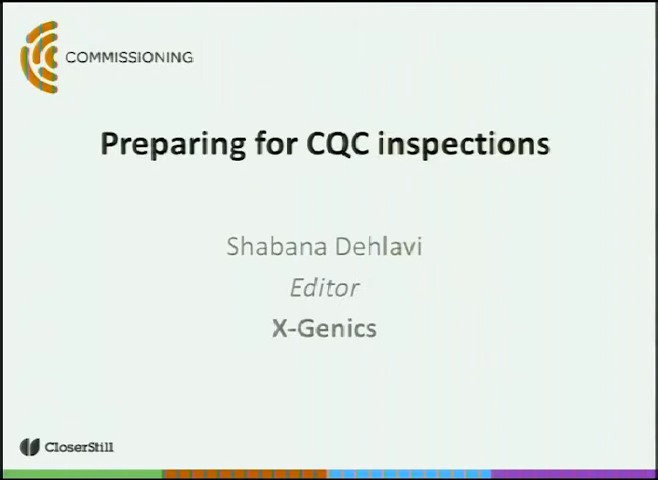 COMMISSIONING
Preparing for CQC inspections
Shabana Dehlavi
Editor
X-Genics
CloserStill